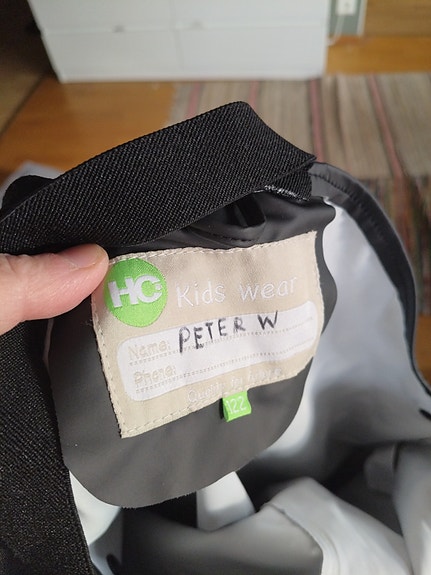 HC: Kids wear
Name: PETER W
Phone:
122